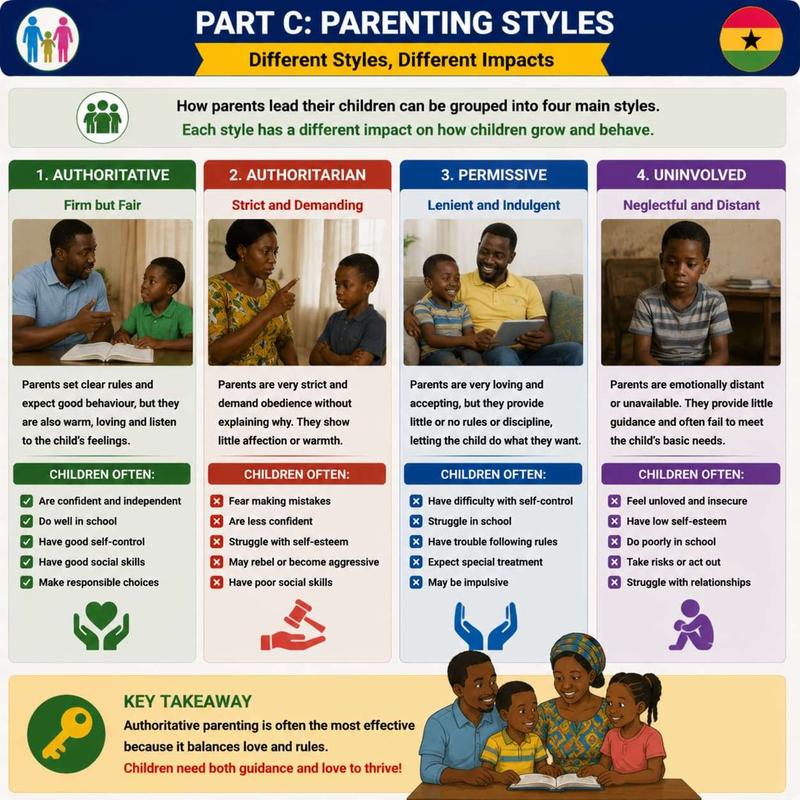 PART C: PARENTING STYLES
Different Styles, Different Impacts
How parents lead their children can be grouped into four main styles.
Each style has a different impact on how children grow and behave.
1. AUTHORITATIVE
Firm but Fair
Parents set clear rules and
expect good behaviour, but they
are also warm, loving and listen
to the child's feelings.
CHILDREN OFTEN:
Are confident and independent
Do well in school
Have good self-control
Have good social skills
Make responsible choices
2. AUTHORITARIAN
Strict and Demanding
Parents are very strict and
demand obedience without
explaining why. They show
little affection or warmth.
CHILDREN OFTEN:
Fear making mistakes
Are less confident
Struggle with self-esteem
May rebel or become aggressive
Have poor social skills
3. PERMISSIVE
Lenient and Indulgent
Parents are very loving and
accepting, but they provide
little or no rules or discipline,
letting the child do what they want.
CHILDREN OFTEN:
Have difficulty with self-control
Struggle in school
Have trouble following rules
Expect special treatment
May be impulsive
4. UNINVOLVED
Neglectful and Distant
Parents are emotionally distant
or unavailable. They provide little
guidance and often fail to meet
the child's basic needs.
CHILDREN OFTEN:
Feel unloved and insecure
Have low self-esteem
Do poorly in school
Take risks or act out
Struggle with relationships
KEY TAKEAWAY
Authoritative parenting is often the most effective
because it balances love and rules.
Children need both guidance and love to thrive!